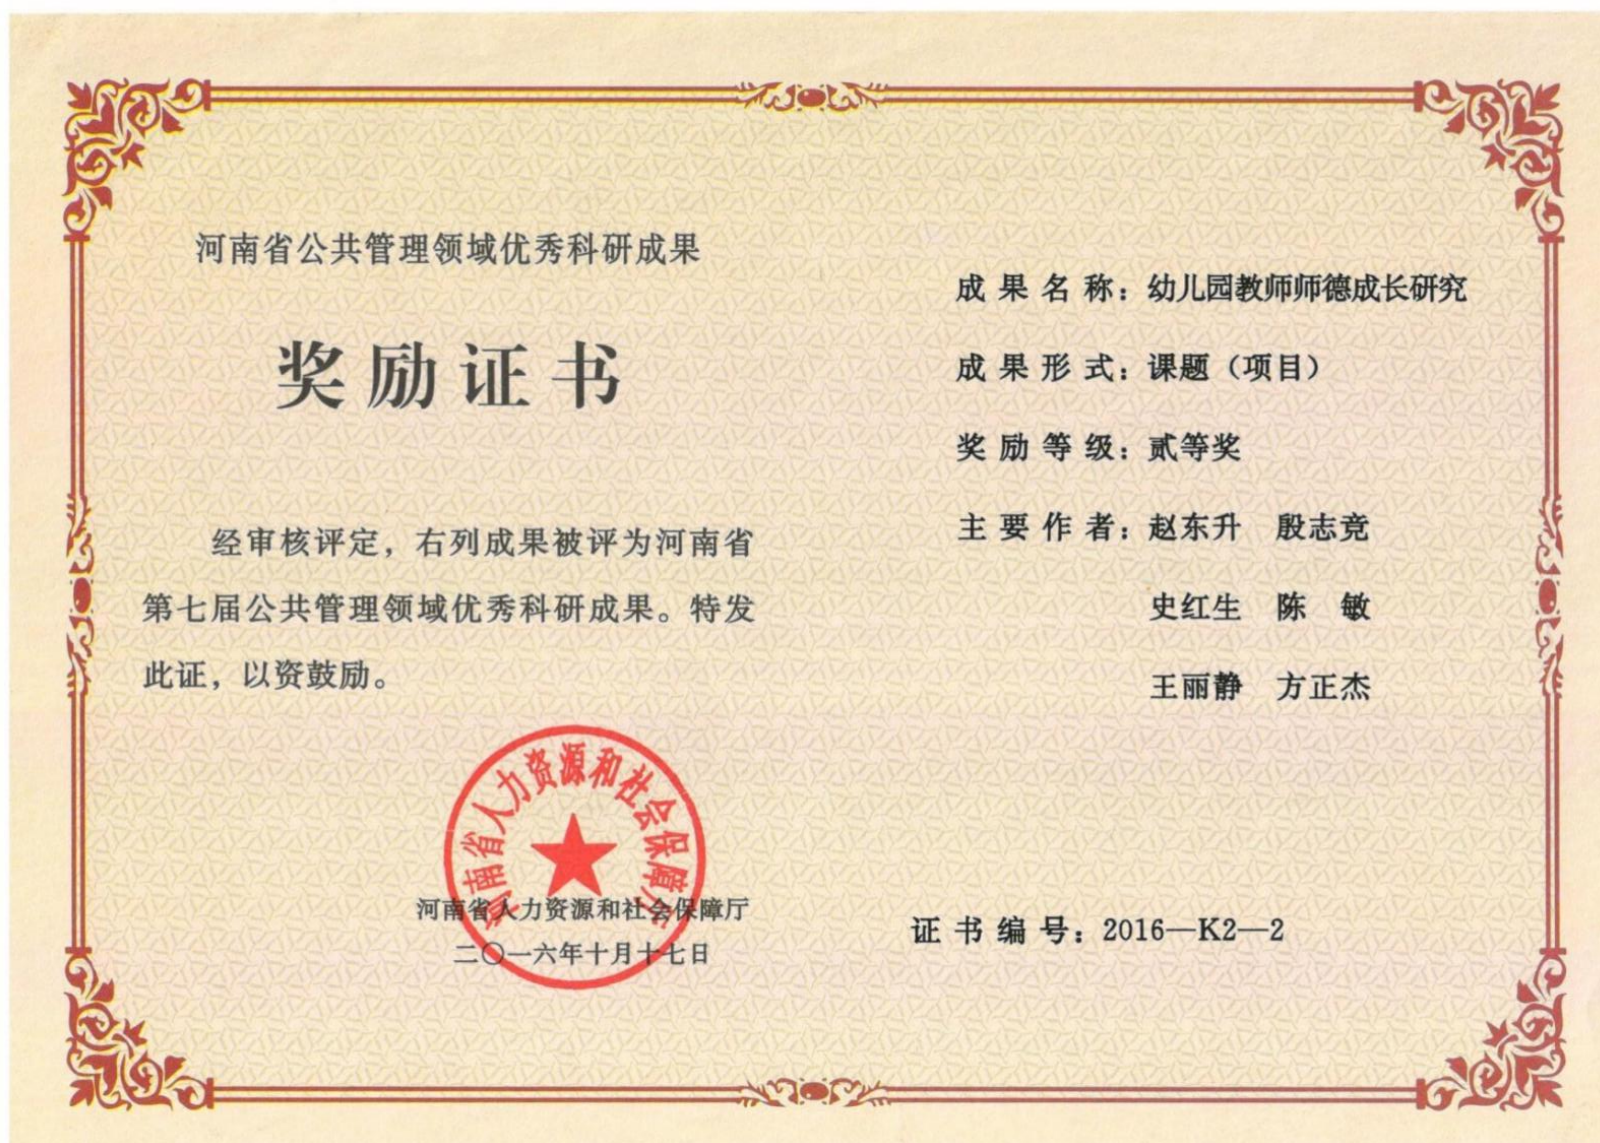 河南省公共管理领域优秀科研成果
奖励证书
经审核评定，右列成果被评为河南省
第七届公共管理领域优秀科研成果。特发
此证，以资鼓励。
河南省人力资源和社会保障厅
河南省人力资源和社会保障厅
二〇一六年十月十七日
成果名称：幼儿园教师师德成长研究
成果形式：课题（项目）
奖励等级：贰等奖
主要作者：赵东升 殷志竞
史红生 陈 敏
王丽静 方正杰
证书编号：2016—K2—2